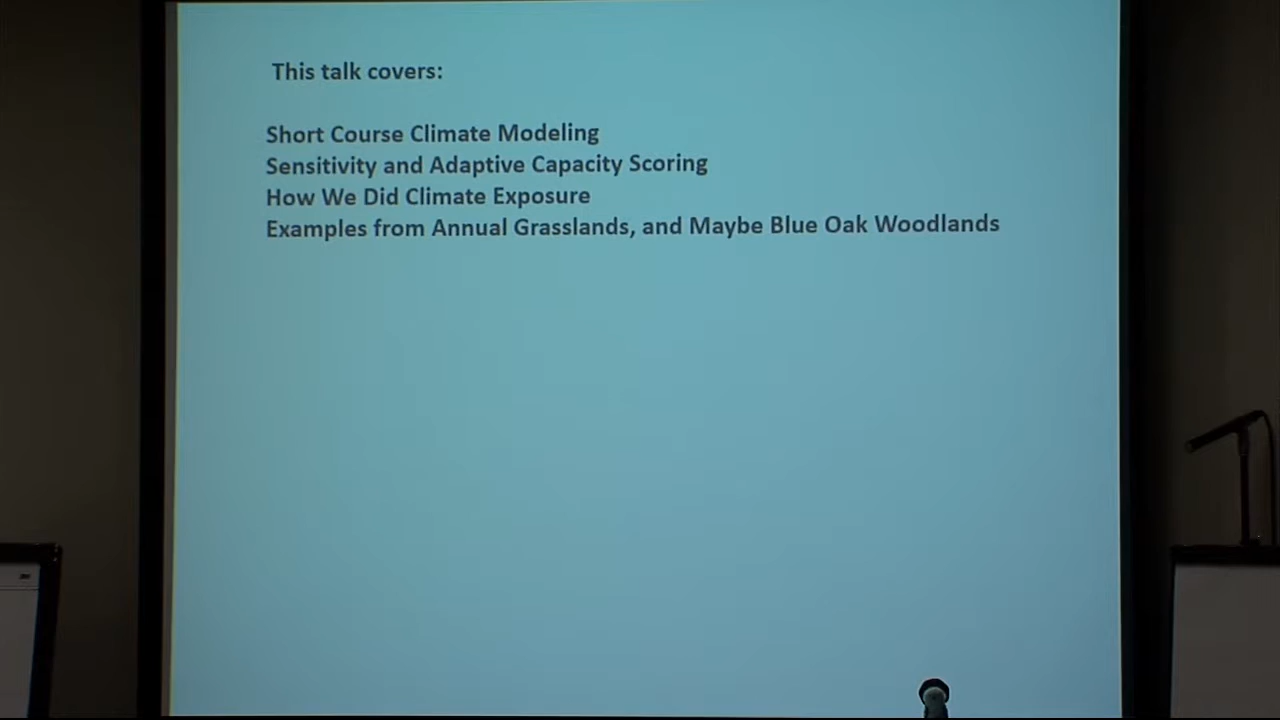 This talk covers:
Short Course Climate Modeling
Sensitivity and Adaptive Capacity Scoring
How We Did Climate Exposure
Examples from Annual Grasslands, and Maybe Blue Oak Woodlands